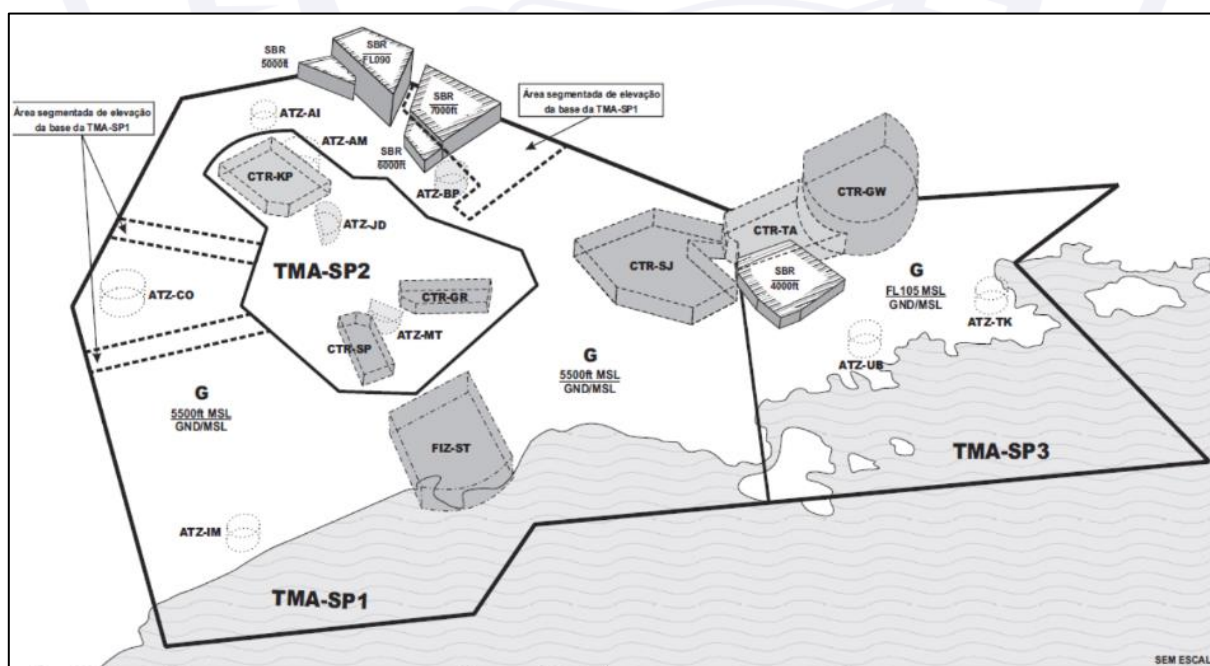 SBR
5000ft
SBR
FL090
SBR
7000ft
SBR
6000ft
Área segmentada de elevação
da base da TMA-SP1
Área segmentada de elevação
da base da TMA-SP1
ATZ-AI
ATZ-AM
CTR-KP
ATZ-BP
ATZ-JD
CTR-GW
CTR-TA
CTR-SJ
TMA-SP2
SBR
4000ft
G
FL105 MSL
GND/MSL
ATZ-CO
CTR-GR
ATZ-TK
ATZ-MT
CTR-SP
ATZ-UB
G
5500ft MSL
GND/MSL
G
5500ft MSL
GND/MSL
FIZ-ST
TMA-SP3
ATZ-IM
TMA-SP1
SEM ESCAL